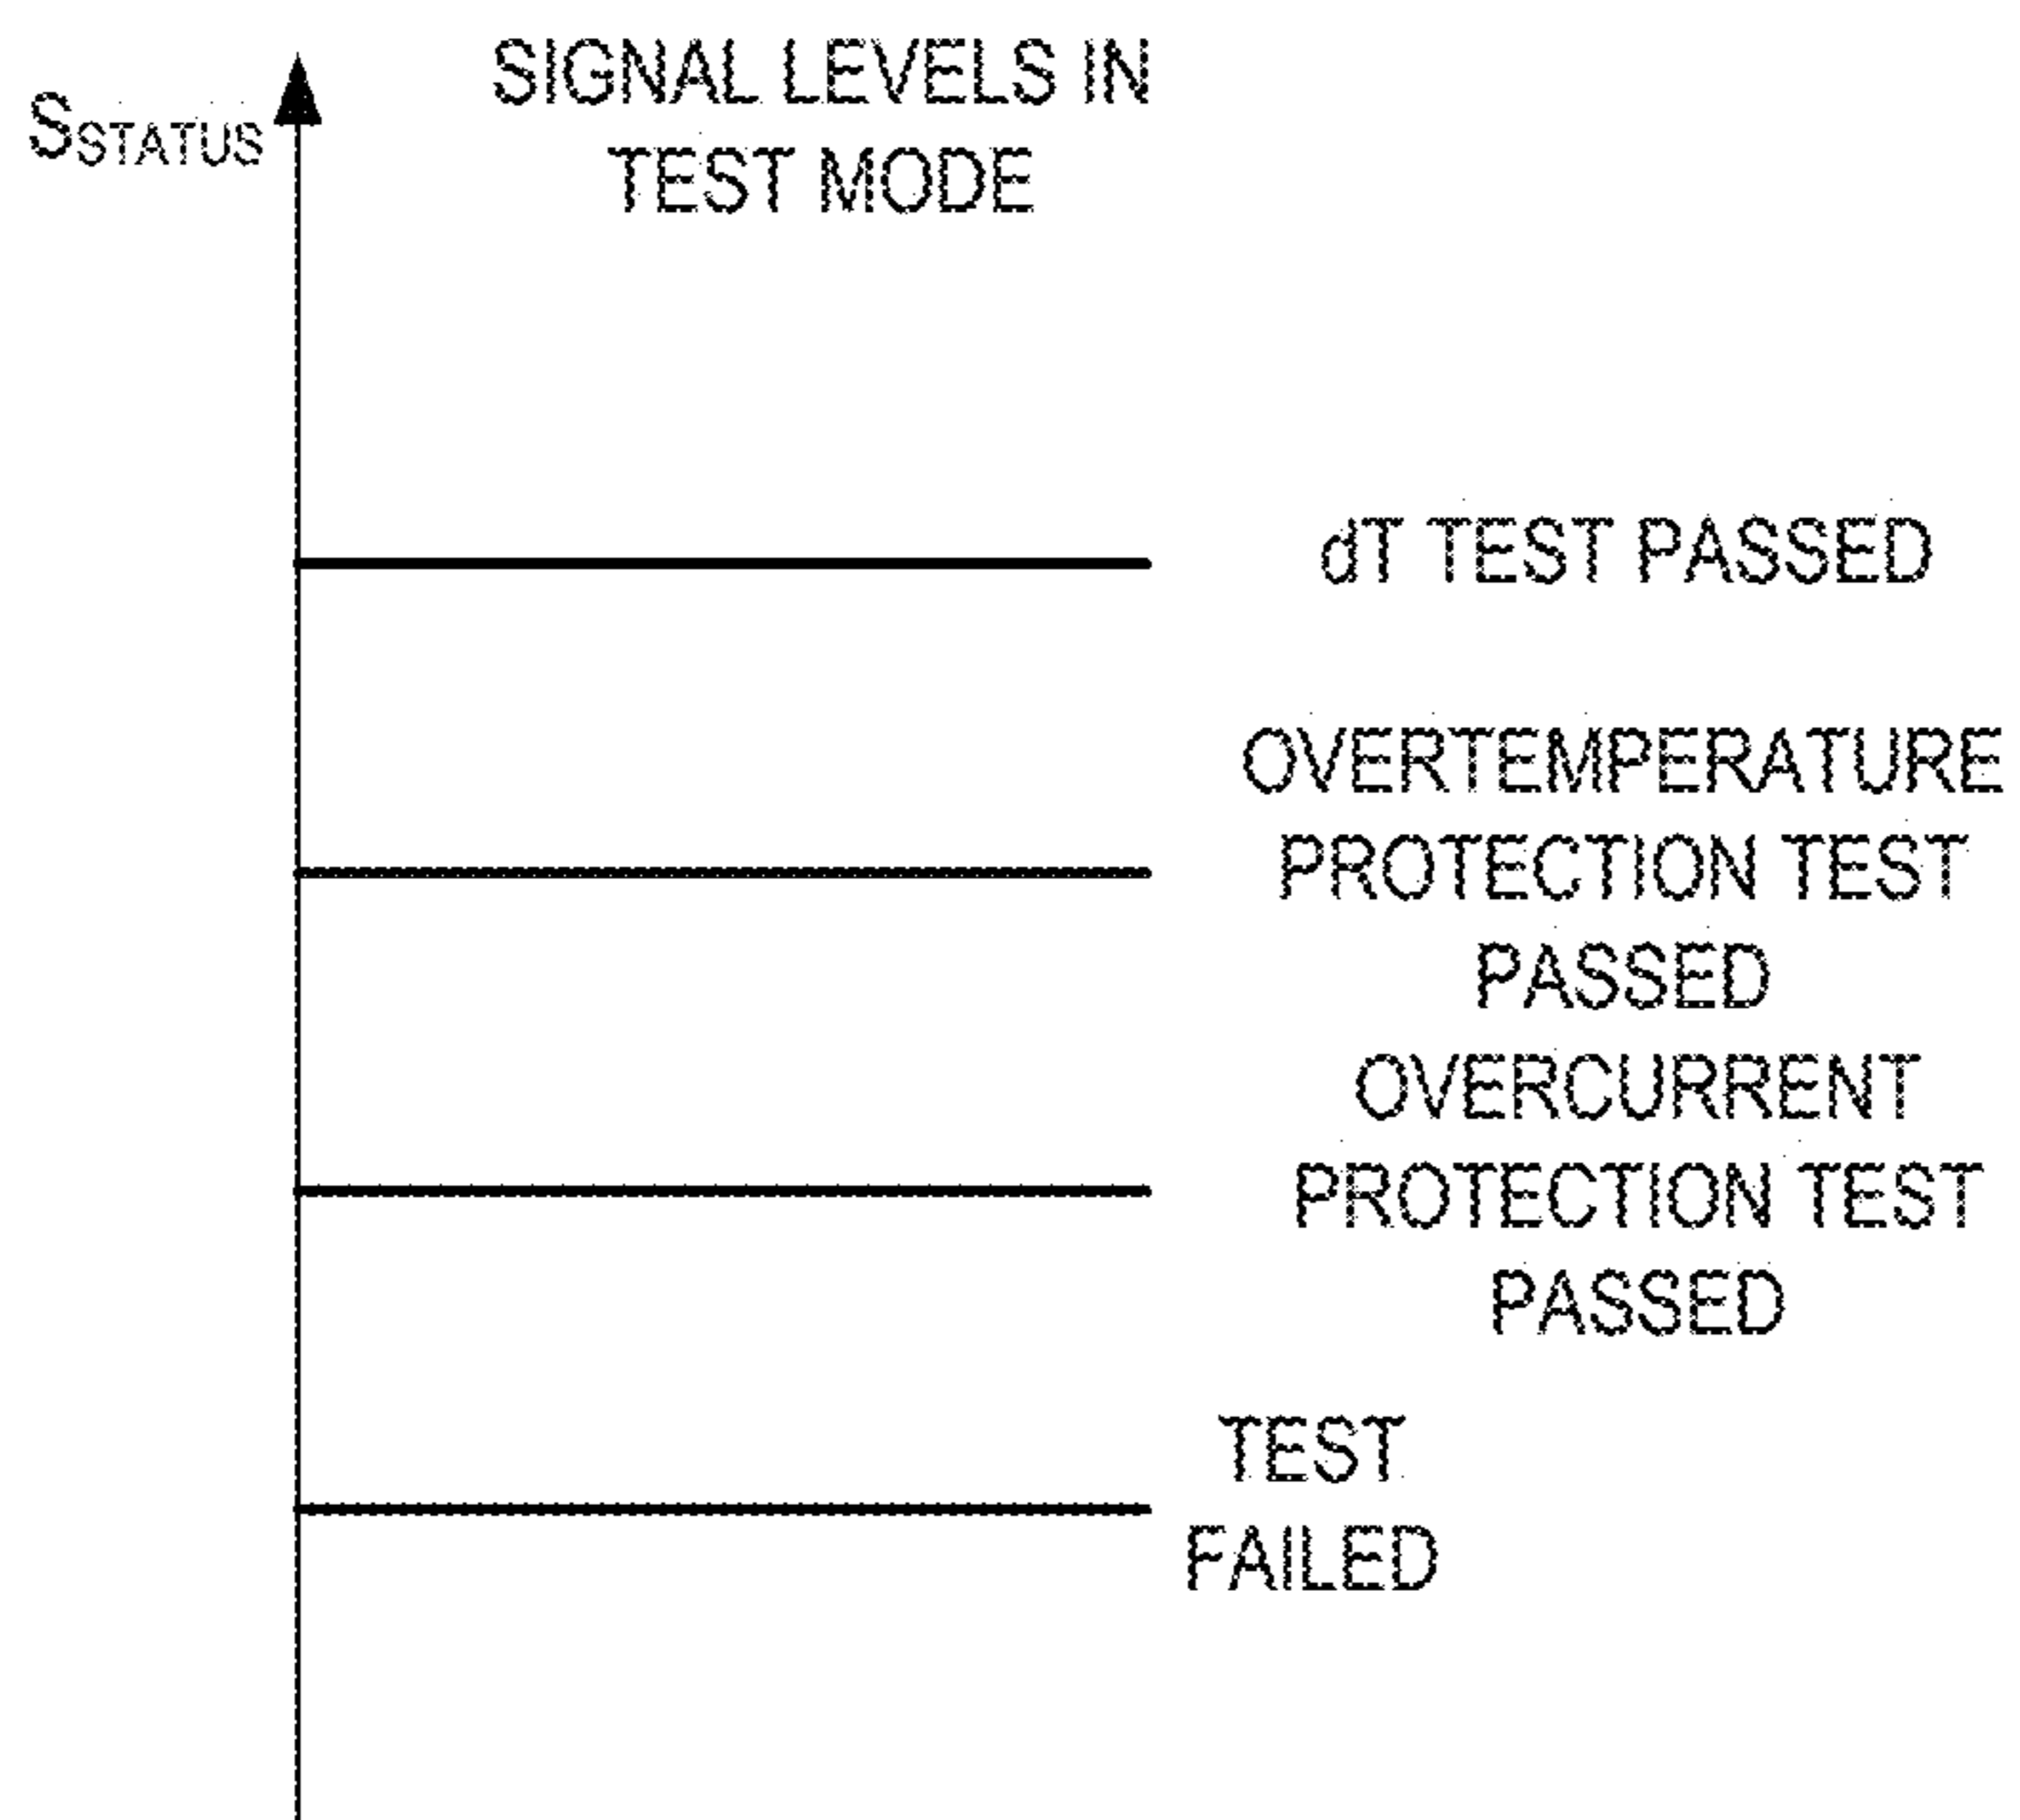 SIGNAL LEVELS IN
TEST MODE
SSTATUS
dT TEST PASSED
OVERTEMPERATURE
PROTECTION TEST
PASSED
OVERCURRENT
PROTECTION TEST
PASSED
TEST
FAILED